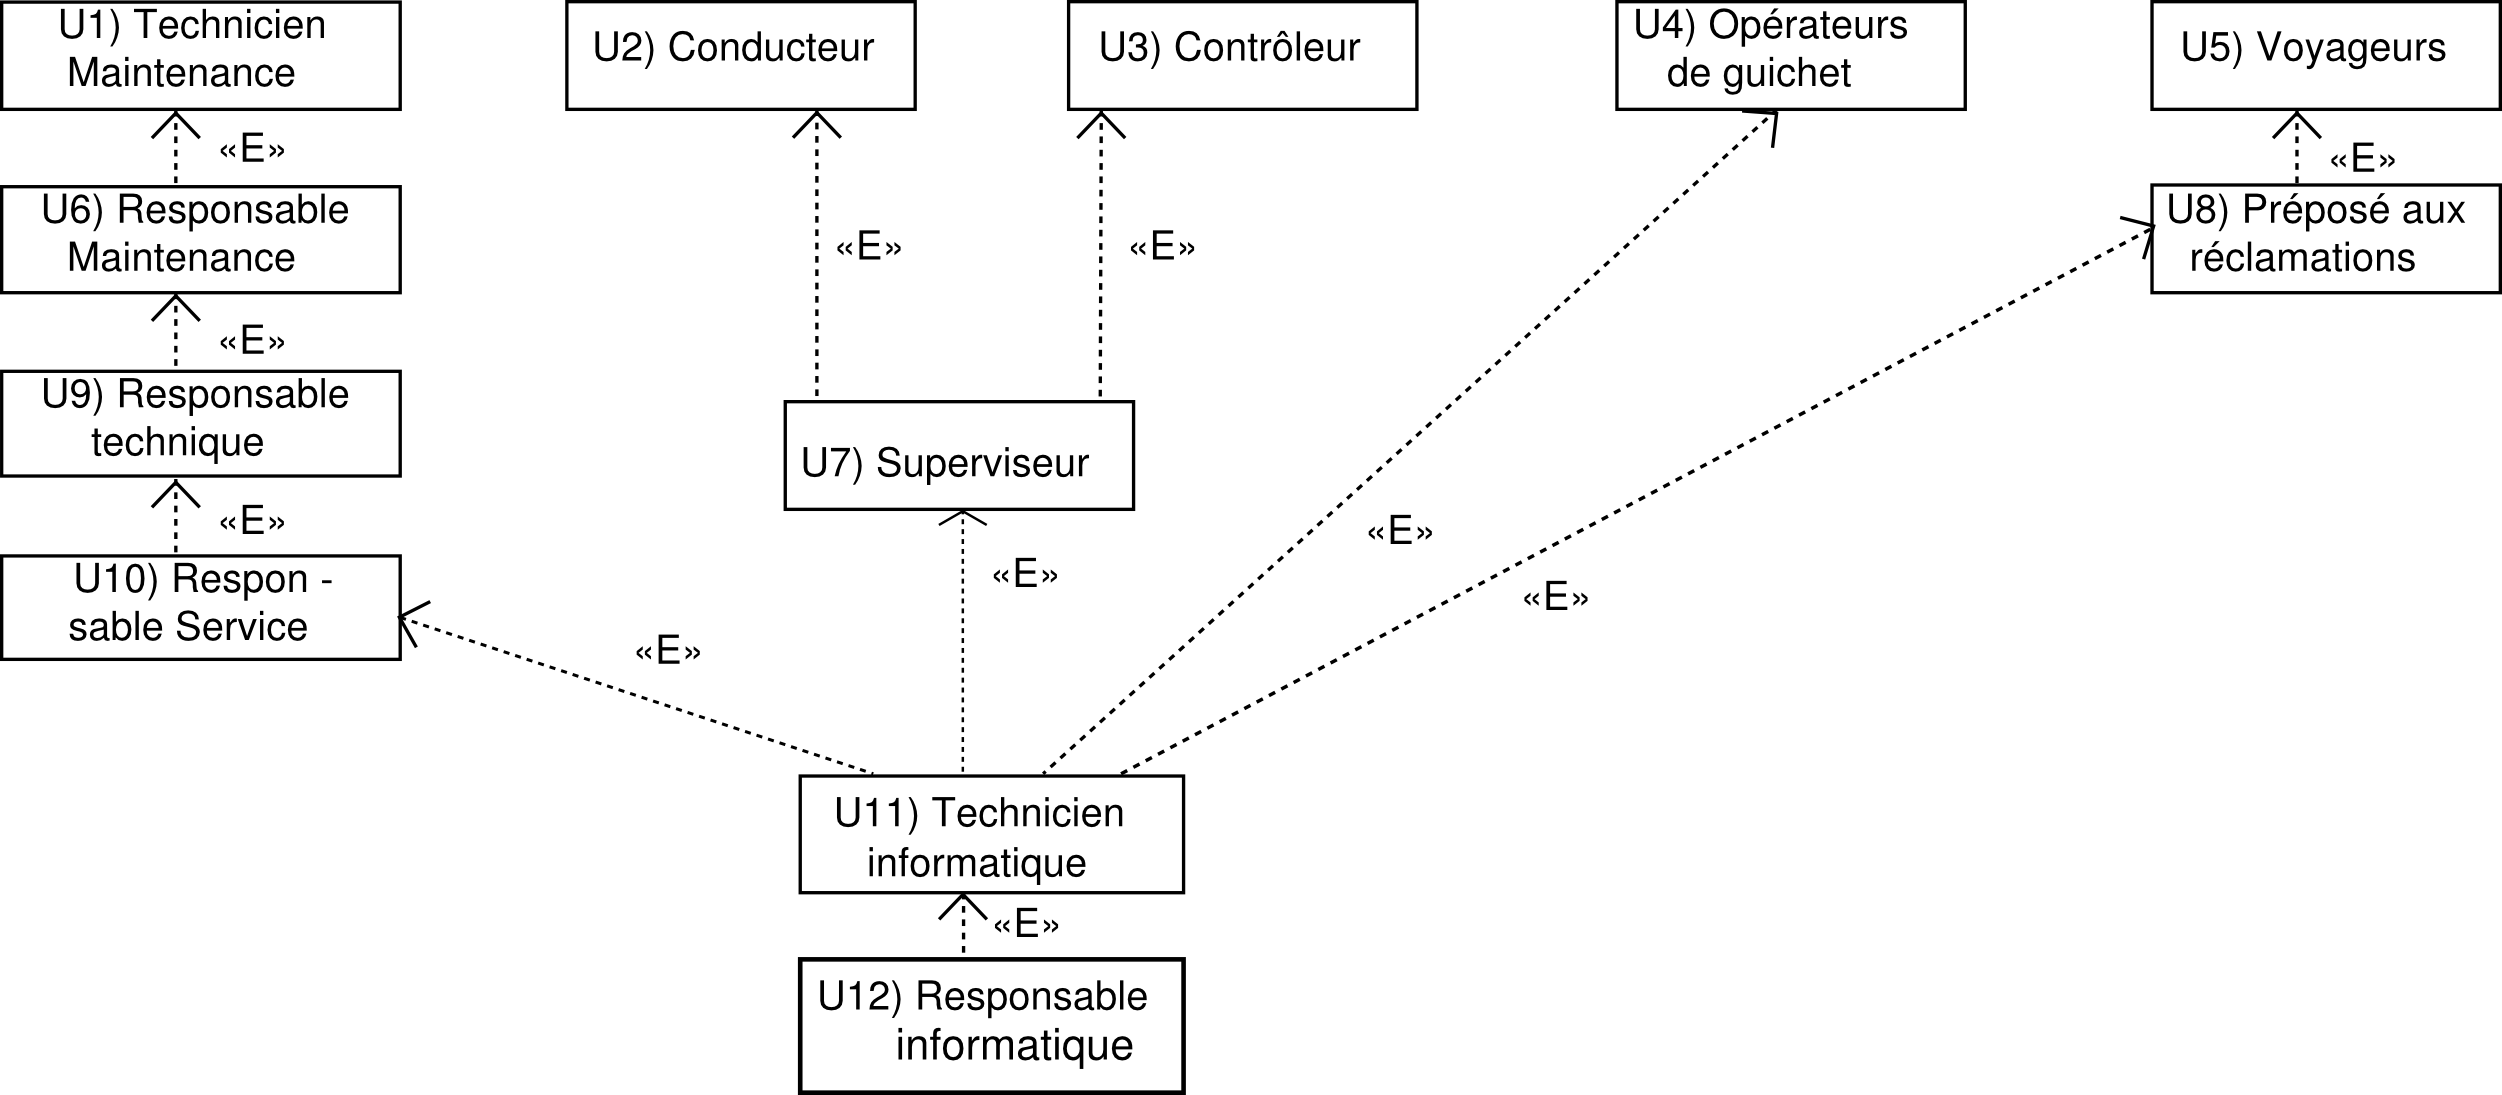 U1) Technicien
Maintenance
U2) Conducteur
U3) Contrôleur
U4) Opérateurs
de guichet
U5) Voyageurs
«E»
«E»
U6) Responsable
Maintenance
U8) Préposé aux
réclamations
«E»
«E»
«E»
U9) Responsable
technique
U7) Superviseur
«E»
«E»
U10) Respon -
sable Service
«E»
«E»
«E»
U11) Technicien
informatique
«E»
U12) Responsable
informatique